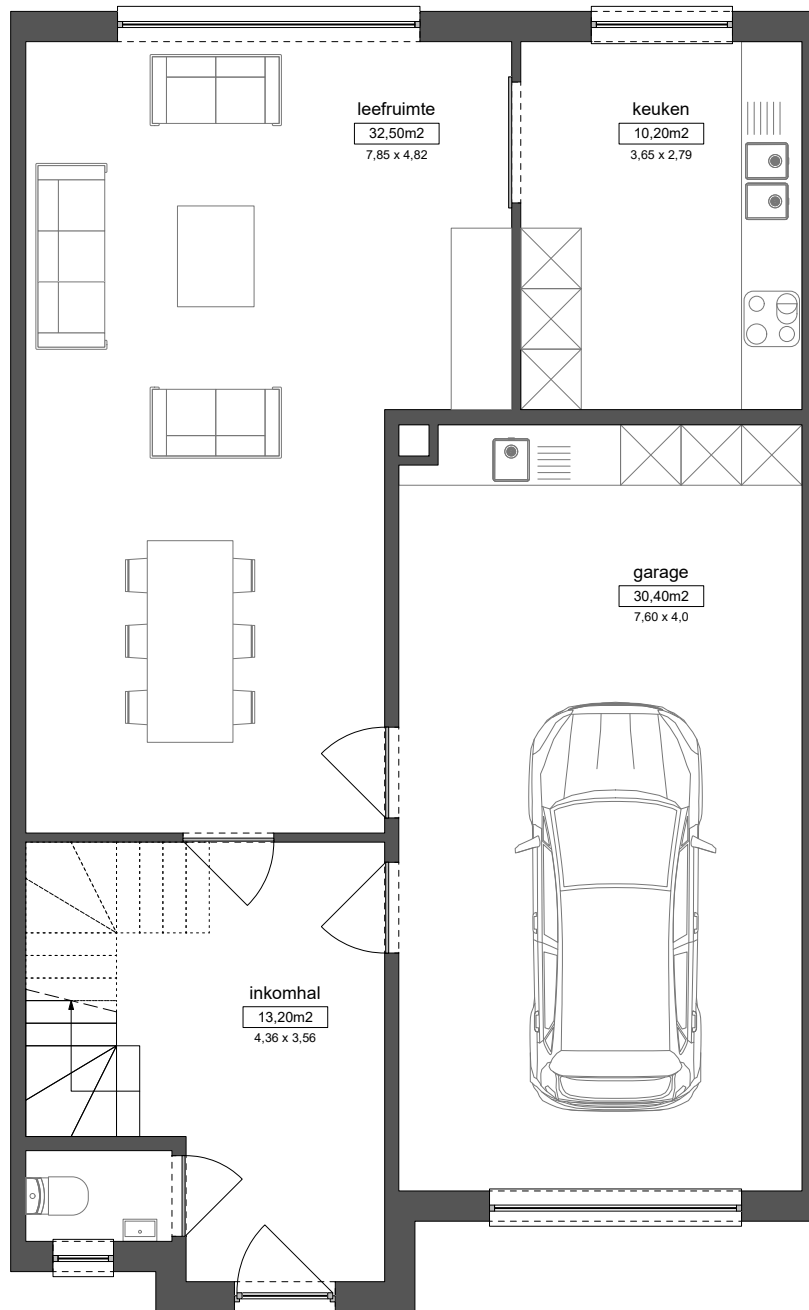 leefruimte
32,50m2
7,85 x 4,82
keuken
10,20m2
3,65 x 2,79
garage
30,40m2
7,60 x 4,0
inkomhal
13,20m2
4,36 x 3,56